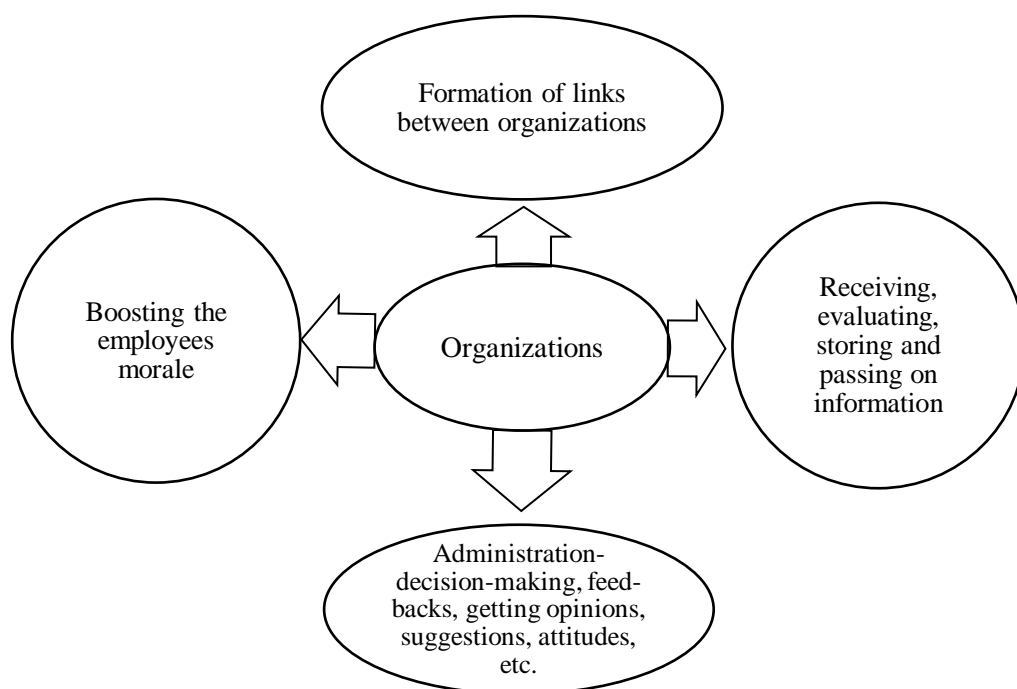 Formation of links
between organizations
Boosting the
employees
morale
Organizations
Receiving,
evaluating,
storing and
passing on
information
Administration-
decision-making, feed-
backs, getting opinions,
suggestions, attitudes,
etc.